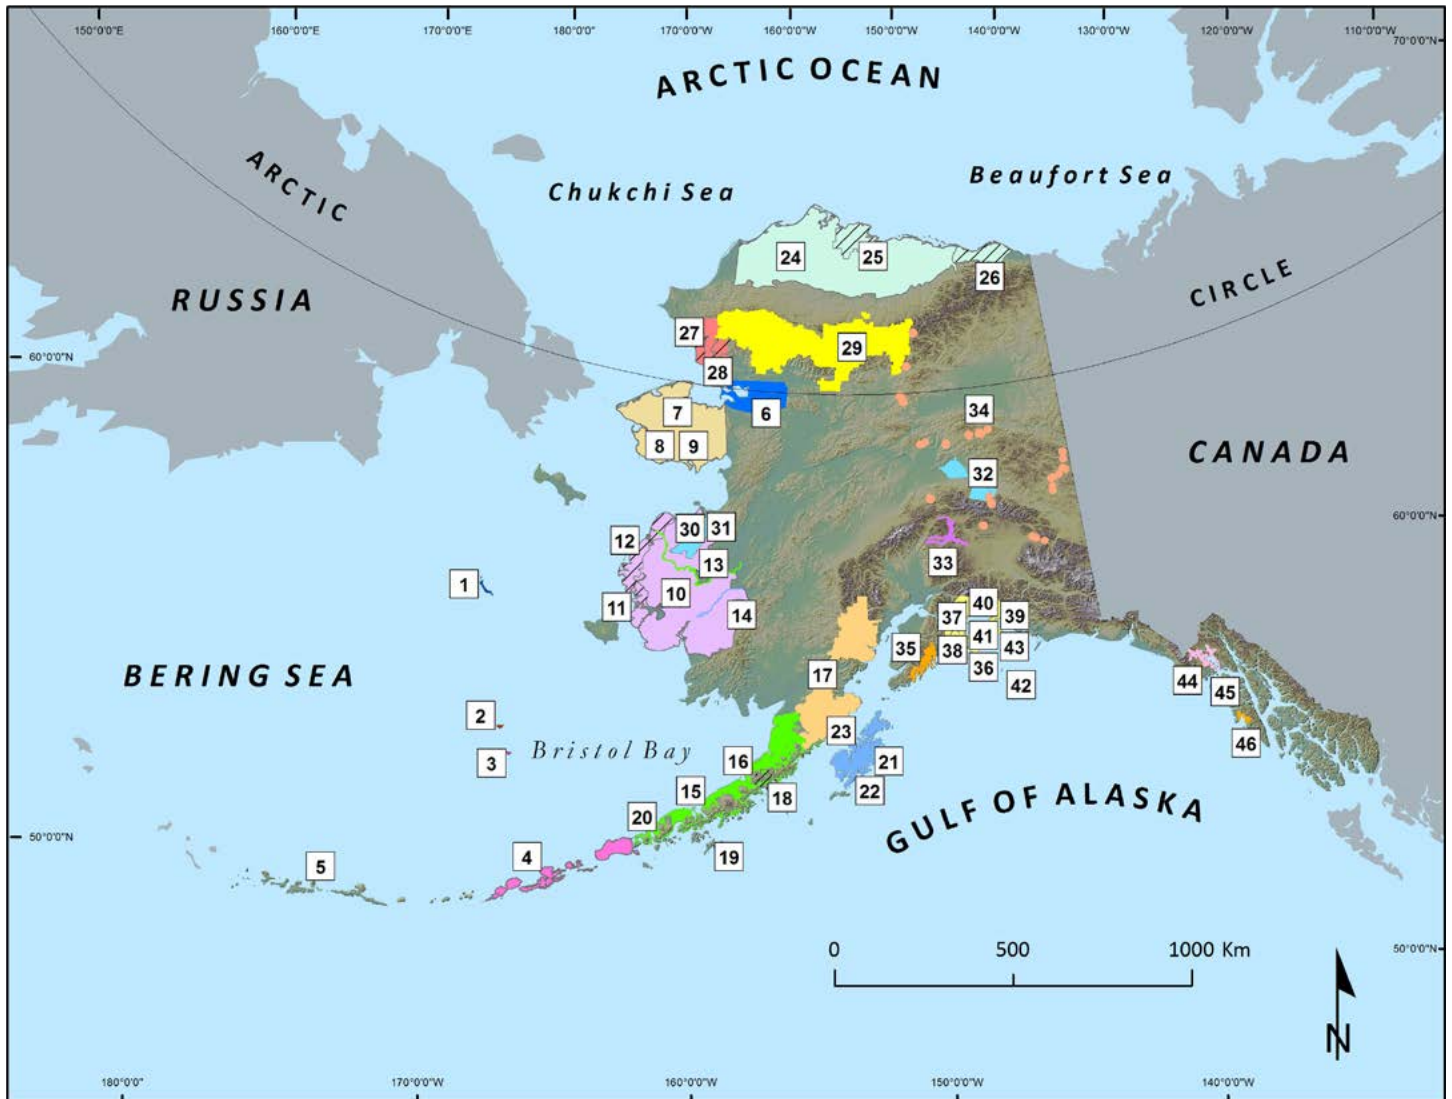 150°0'0"E 160°0'0"E 170°0'0"E 180°0'0" 170°0'0"W 160°0'0"W 150°0'0"W 140°0'0"W 130°0'0"W 120°0'0"W 110°0'0"W
70°0'0"N
ARCTIC OCEAN
Chukchi Sea
Beaufort Sea
ARCTIC
CIRCLE
RUSSIA
CANADA
24
25
26
27
28
29
60°0'0"N
6
7
8
9
34
32
60°0'0"N
12
30
31
13
33
1
10
11
14
40
37
39
41
35
38
43
36
42
BERING SEA
17
44
45
46
2
3
Bristol Bay
23
16
21
22
15
18
20
19
GULF OF ALASKA
50°0'0"N
5
4
0 500 1000 Km
50°0'0"N
N
180°0'0" 170°0'0"W 160°0'0"W 150°0'0"W 140°0'0"W